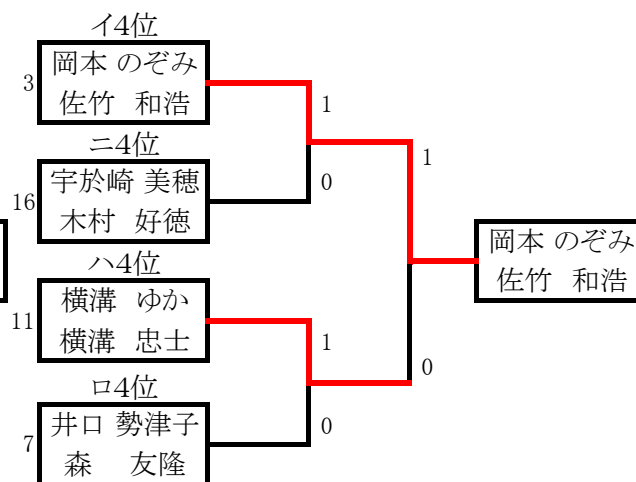 イ4位
3
岡本 のぞみ
佐竹 和浩
1
ニ4位
1
16
宇於崎 美穂
木村 好徳
0
岡本 のぞみ
佐竹 和浩
ハ4位
11
横溝 ゆか
横溝 忠士
1
0
ロ4位
7
井口 勢津子
森 友隆
0